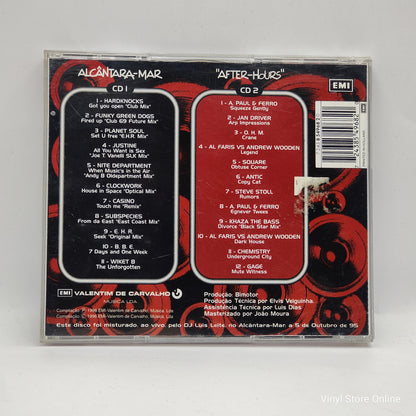 ALCÂNTARA-MAR
CD 1
1 - HARDKNOCKS
Got you open "Club Mix"
2 - FUNKY GREEN DOGS
Fired up "Club 69 Future Mix"
3 - PLANET SOUL
Set U free "E.H.R. Mix"
4 - JUSTINE
All You Want is Sex
"Joe T Vanelli SLX Mix"
5 - NITE DEPARTMENT
When Music's in the Air
"Andy B Oldepartment Mix"
6 - CLOCKWORK
House in Space "Optical Mix"
7 - CASINO
Touch me "Remix"
8 - SUBSPECIES
From da East "East Coast Mix"
9 - E. H. R.
Seek "Original Mix"
10 - B. B. E.
7 Days and One Week
11 - WIKET B
The Unforgotten
"AFTER-HOURS"
CD 2
1 - A. PAUL & FERRO
Squeeze Gently
2 - JAN DRIVER
Arp Impressions
3 - O. H. M.
Crane
4 - AL FARIS VS ANDREW WOODEN
Legend
5 - SQUARE
Obtuse Corner
6 - ANTIC
Copy Cat
7 - STEVE STOLL
Rumors
8 - A. PAUL & FERRO
Egnever Twees
9 - KHAZA THE BASS
Divorce "Black Star Mix"
10 - AL FARIS VS ANDREW WOODEN
Dark House
11 - CHEMISTRY
Underground City
12 - GAGE
Mute Witness
EMI
EMI
VALENTIM DE CARVALHO
MÚSICA LDA
Produção: Bimotor
Produção Técnica por Elvis Veiguinha.
Assistência Técnica por Luís Dias
Masterizado por João Moura
Este disco foi misturado, ao vivo, pelo DJ Luís Leite, no Alcântara-Mar a 5 de Outubro de 95
Vinyl Store Online